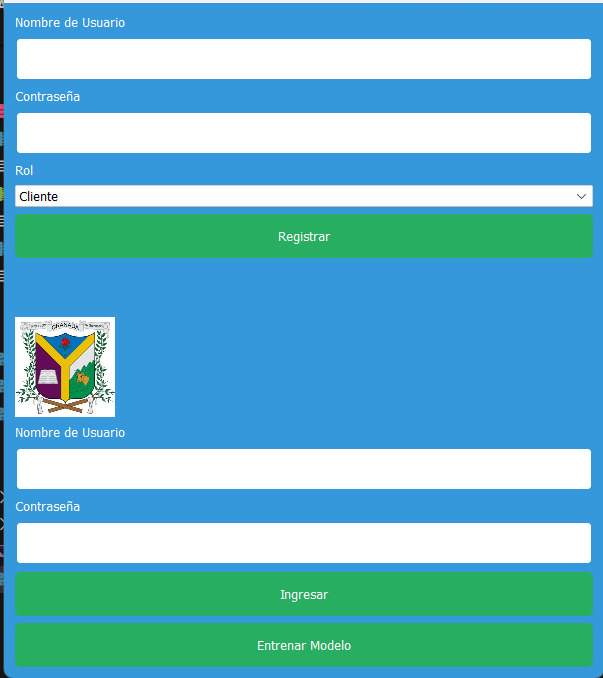 Nombre de Usuario
Contraseña
Rol
Cliente
Registrar
GRANADA
Nombre de Usuario
Contraseña
Ingresar
Entrenar Modelo